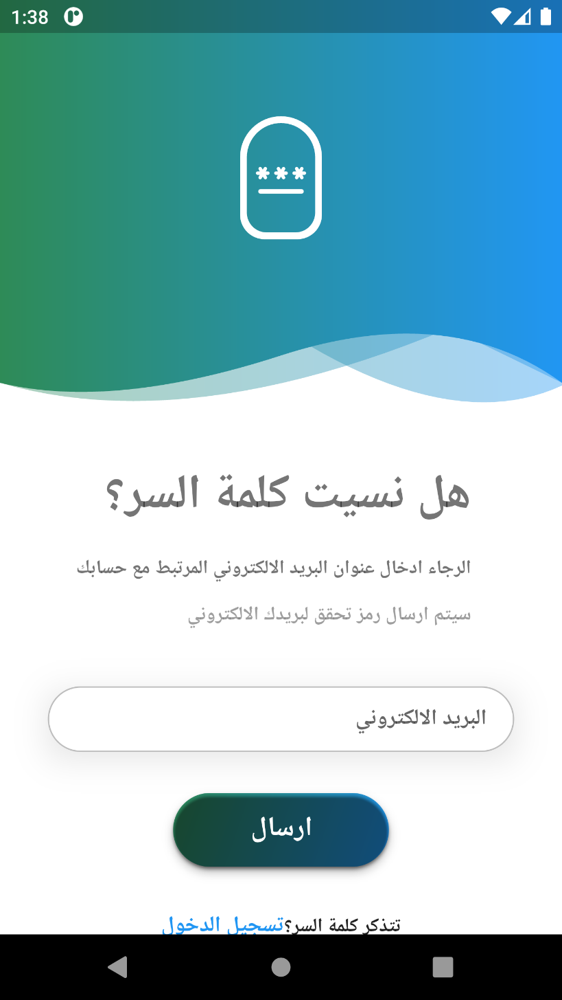 1:38
***
هل نسيت كلمة السر؟
الرجاء ادخال عنوان البريد الالكتروني المرتبط مع حسابك
سيتم ارسال رمز تحقق لبريدك الالكتروني
البريد الالكتروني
ارسال
تتذكر كلمة السر؟تسجيل الدخول